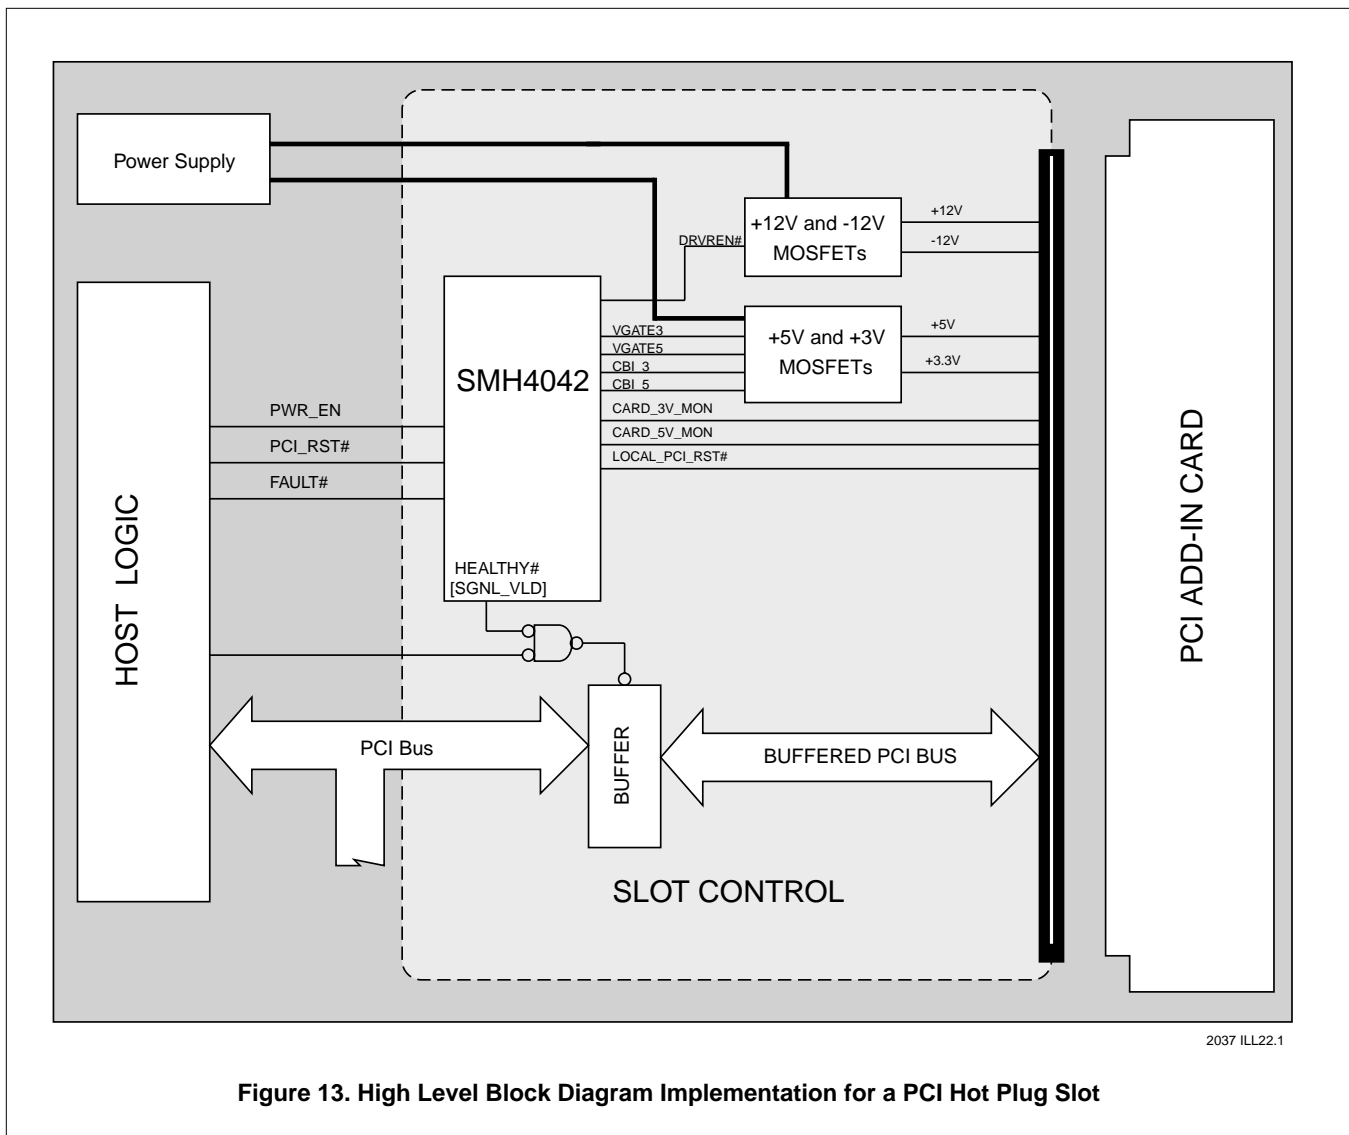 Power Supply
+12V and -12V
MOSFETs
+12V
-12V
DRVREN#
SMH4042
VGATE3
VGATE5
CBI_3
CBI_5
+5V and +3V
MOSFETs
+5V
+3.3V
CARD_3V_MON
CARD_5V_MON
LOCAL_PCI_RST#
PWR_EN
PCI_RST#
FAULT#
HOST LOGIC
HEALTHY#
[SGNL_VLD]
PCI Bus
BUFFER
BUFFERED PCI BUS
SLOT CONTROL
PCI ADD-IN CARD
2037 ILL22.1
Figure 13. High Level Block Diagram Implementation for a PCI Hot Plug Slot